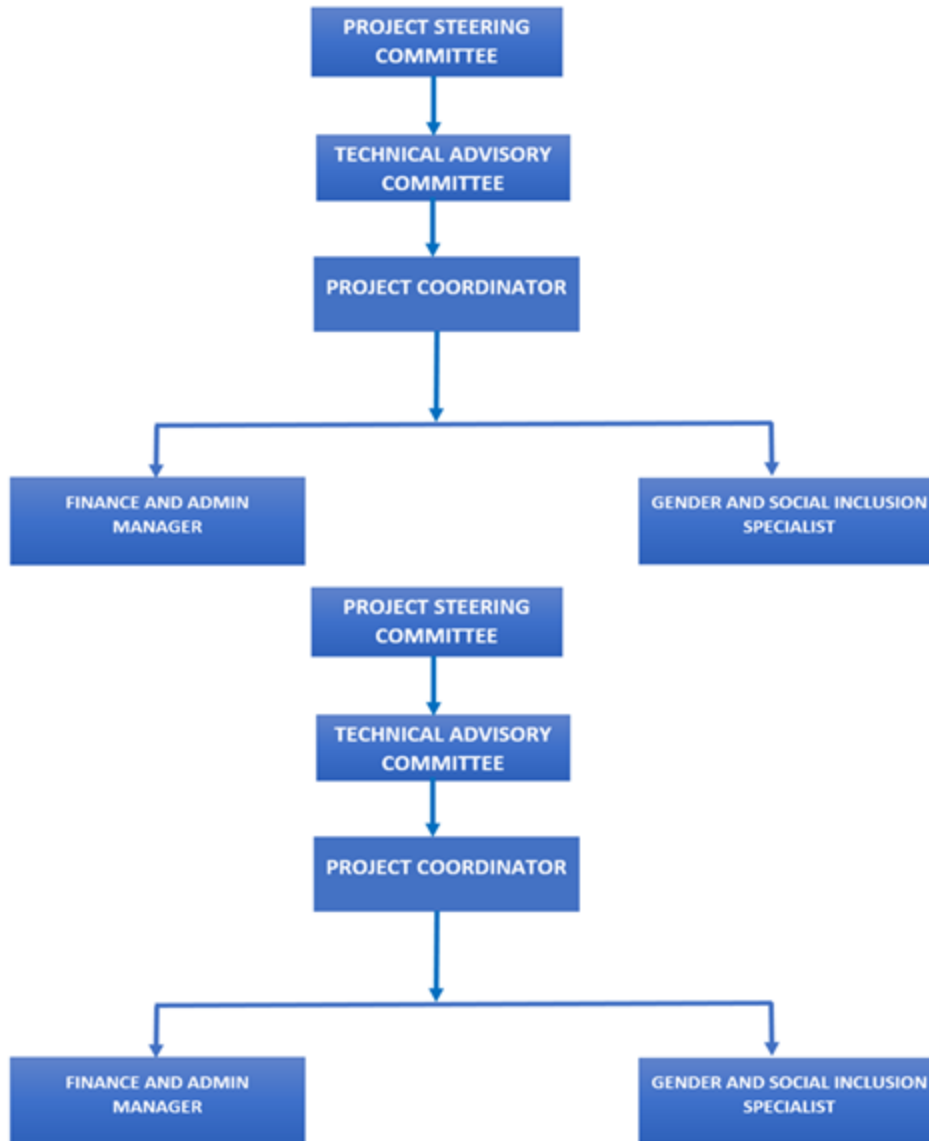 PROJECT STEERING
COMMITTEE
TECHNICAL ADVISORY
COMMITTEE
PROJECT COORDINATOR
FINANCE AND ADMIN
MANAGER
GENDER AND SOCIAL INCLUSION
SPECIALIST
PROJECT STEERING
COMMITTEE
TECHNICAL ADVISORY
COMMITTEE
PROJECT COORDINATOR
FINANCE AND ADMIN
MANAGER
GENDER AND SOCIAL INCLUSION
SPECIALIST